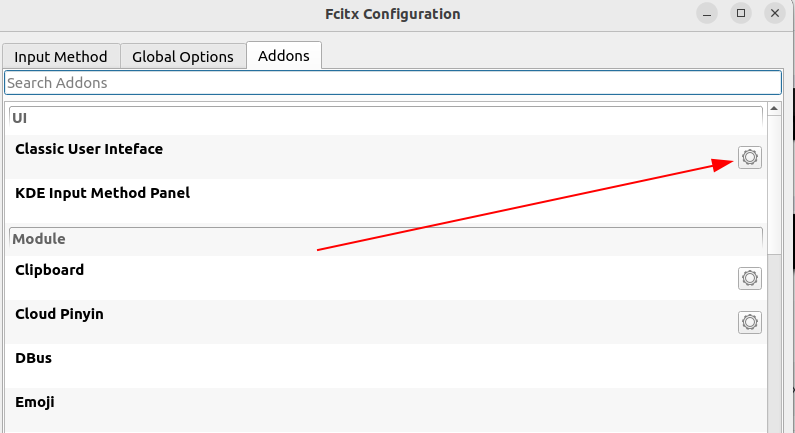 Fcitx Configuration
Input Method
Global Options
Addons
Search Addons
UI
Classic User Inteface
KDE Input Method Panel
Module
Clipboard
Cloud Pinyin
DBus
Emoji